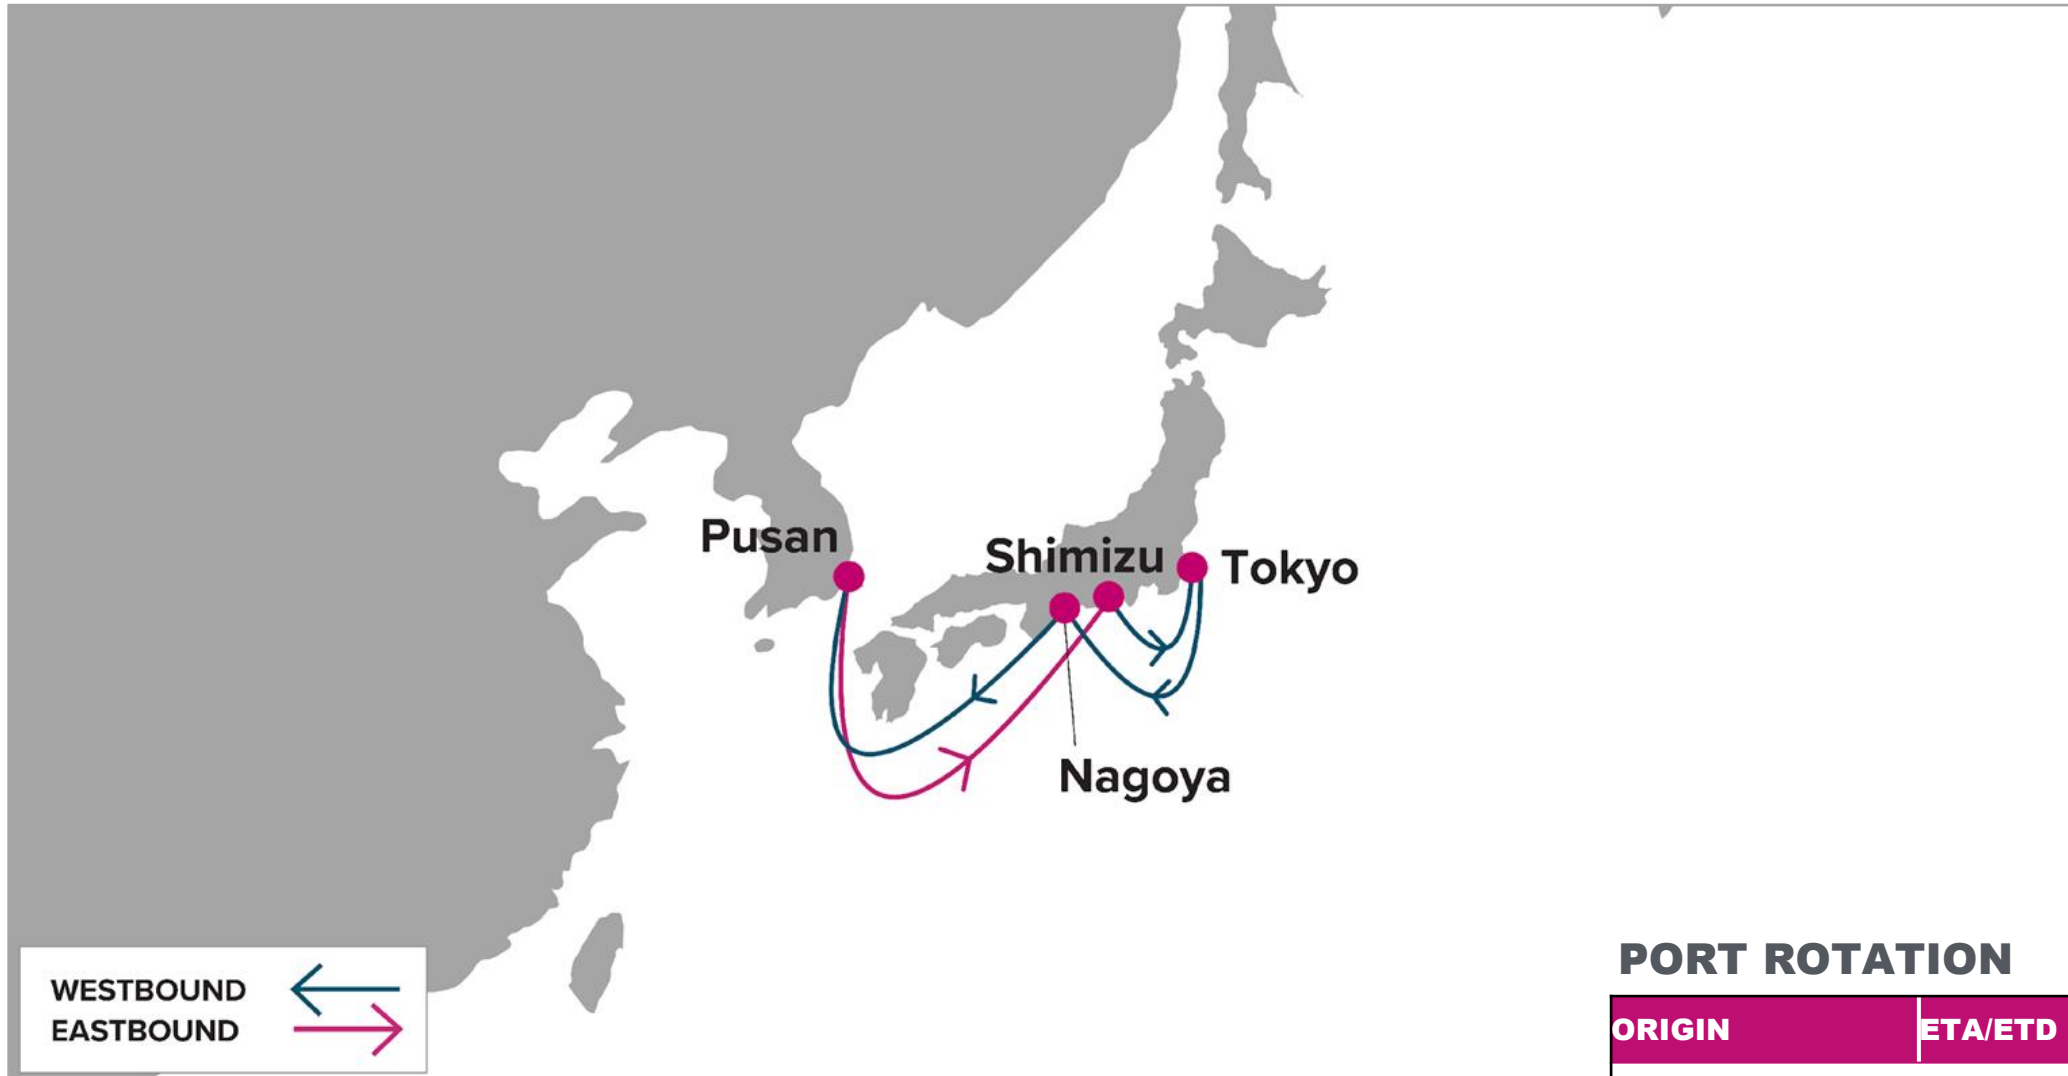 Pusan
Shimizu
Tokyo
Nagoya
WESTBOUND
EASTBOUND
PORT ROTATION
ORIGIN ETA/ETD